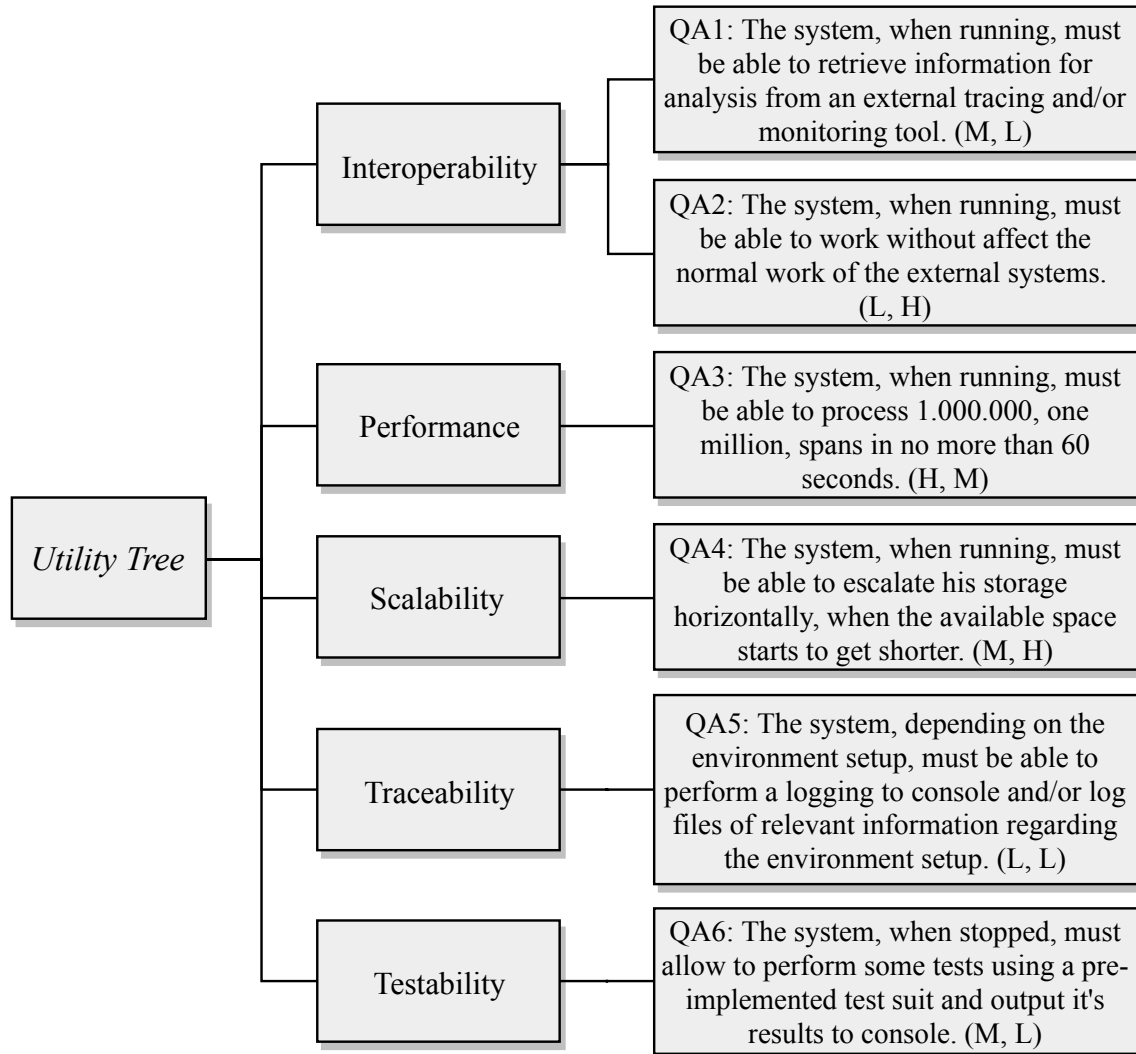 Utility Tree
Interoperability
QA1: The system, when running, must
be able to retrieve information for
analysis from an external tracing and/or
monitoring tool. (M, L)
QA2: The system, when running, must
be able to work without affect the
normal work of the external systems.
(L, H)
Performance
QA3: The system, when running, must
be able to process 1.000.000, one
million, spans in no more than 60
seconds. (H, M)
Scalability
QA4: The system, when running, must
be able to escalate his storage
horizontally, when the available space
starts to get shorter. (M, H)
Traceability
QA5: The system, depending on the
environment setup, must be able to
perform a logging to console and/or log
files of relevant information regarding
the environment setup. (L, L)
Testability
QA6: The system, when stopped, must
allow to perform some tests using a pre-
implemented test suit and output it's
results to console. (M, L)